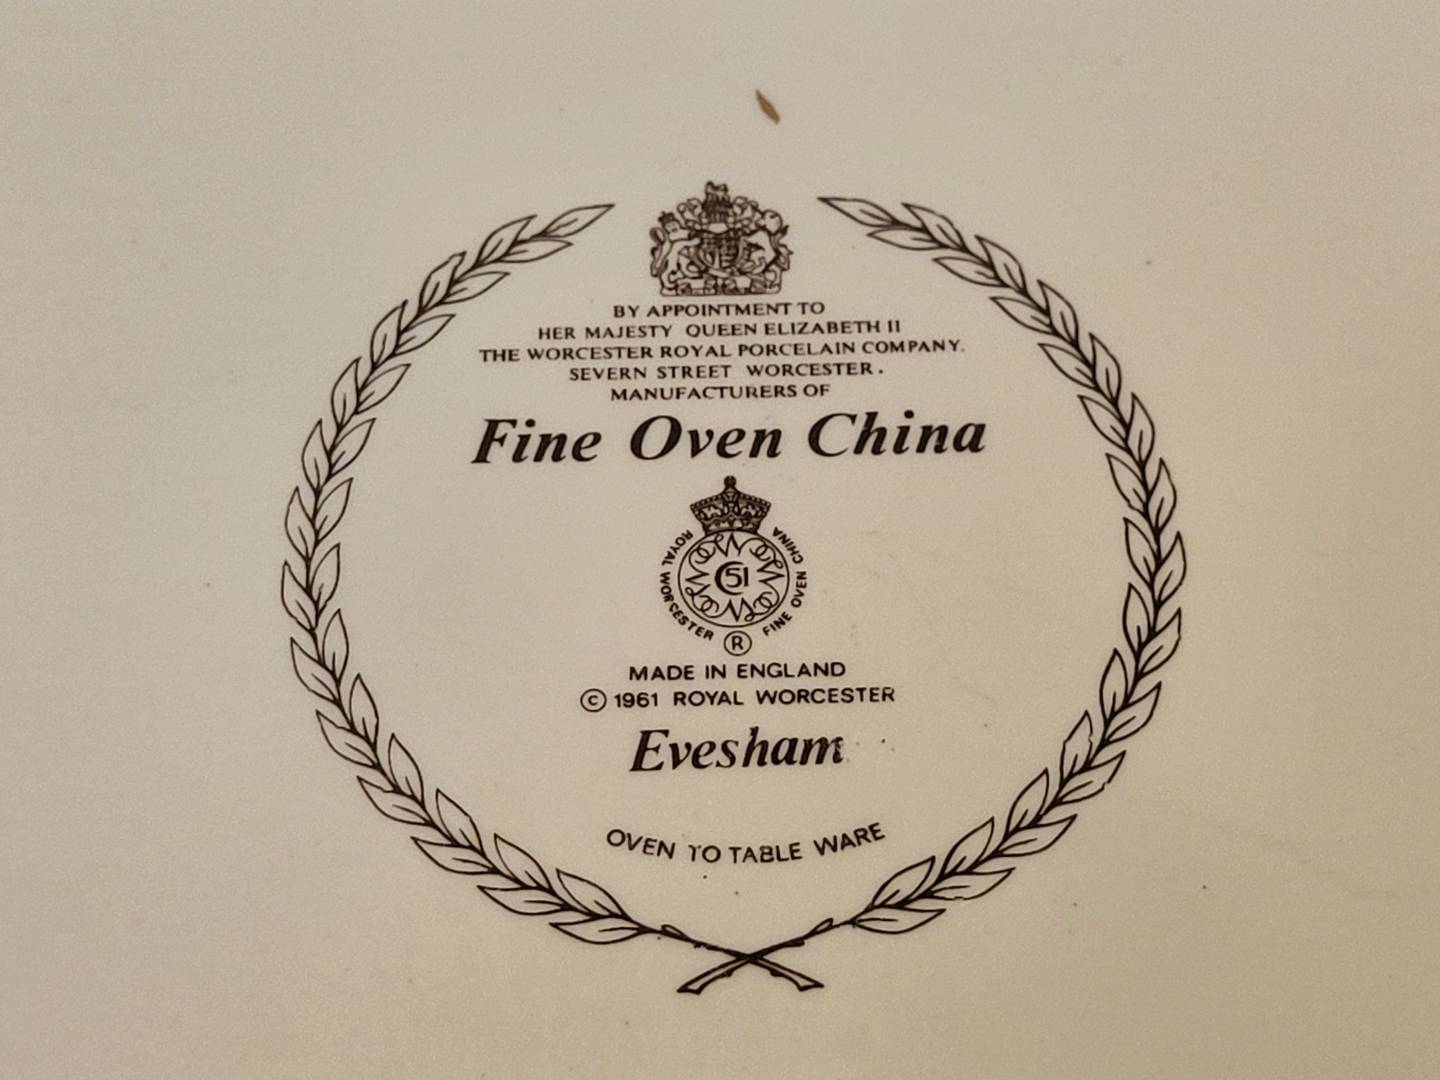 BY APPOINTMENT TO
HER MAJESTY QUEEN ELIZABETH II
THE WORCESTER ROYAL PORCELAIN COMPANY.
SEVERN STREET WORCESTER.
MANUFACTURERS OF
Fine Oven China
ROYAL WORCESTER FINE OVEN CHINA
C 51
®
MADE IN ENGLAND
© 1961 ROYAL WORCESTER
Evesham
OVEN TO TABLE WARE